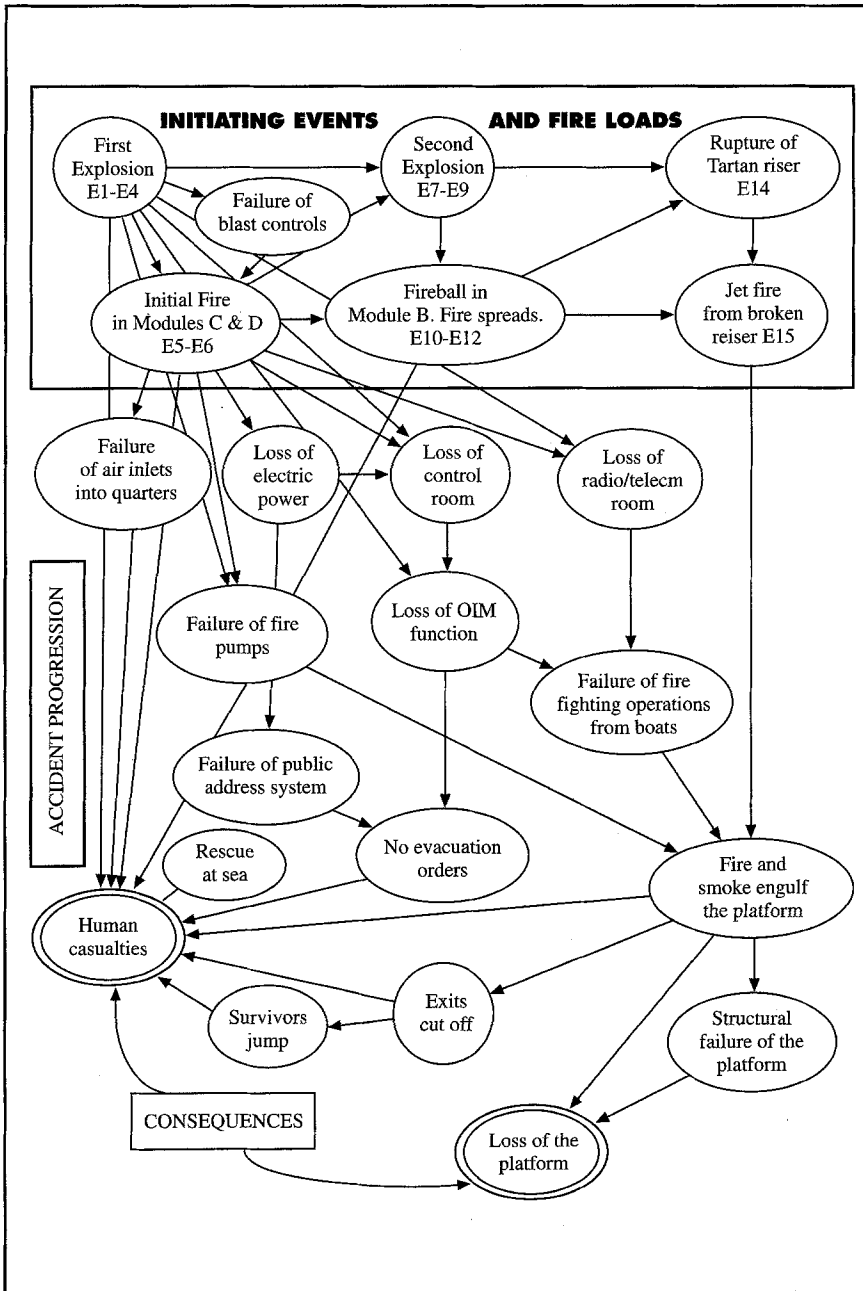 INITIATING EVENTS AND FIRE LOADS
First
Explosion
E1-E4
Second
Explosion
E7-E9
Rupture of
Tartan riser
E14
Failure of
blast controls
Initial Fire
in Modules C & D
E5-E6
Fireball in
Module B. Fire spreads.
E10-E12
Jet fire
from broken
reiser E15
Failure
of air inlets
into quarters
Loss of
electric
power
Loss of
control
room
Loss of
radio/telecm
room
ACCIDENT PROGRESSION
Failure of fire
pumps
Loss of OIM
function
Failure of fire
fighting operations
from boats
Failure of public
address system
Rescue
at sea
No evacuation
orders
Fire and
smoke engulf
the platform
Human
casualties
Survivors
jump
Exits
cut off
Structural
failure of the
platform
CONSEQUENCES
Loss of the
platform